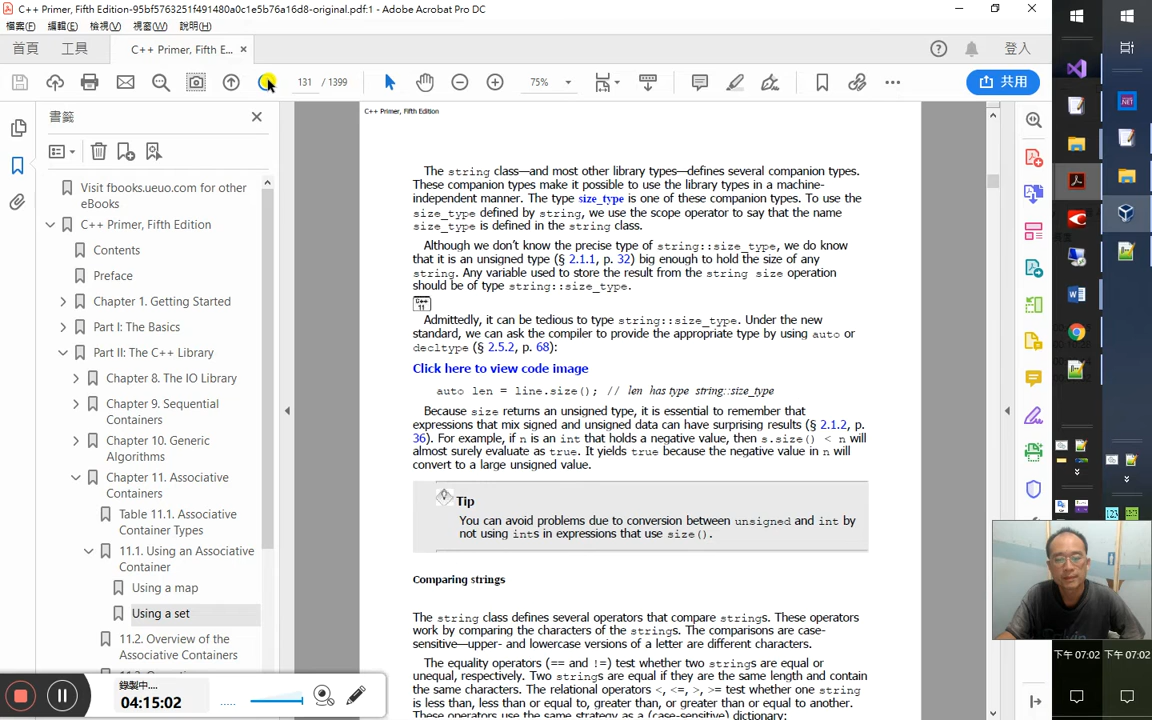 C++ Primer, Fifth Edition-95bf5763251f491480a0c1e5b76a16d8-original.pdf:1 - Adobe Acrobat Pro DC
檔案(F) 編輯(E) 檢視(V) 視窗(W) 說明(H)
首頁 工具 C++ Primer, Fifth E... × 登入
131 / 1399 75% 共用
書籤
Visit fbooks.ueuo.com for other
eBooks
C++ Primer, Fifth Edition
Contents
Preface
Chapter 1. Getting Started
Part I: The Basics
Part II: The C++ Library
Chapter 8. The IO Library
Chapter 9. Sequential
Containers
Chapter 10. Generic
Algorithms
Chapter 11. Associative
Containers
Table 11.1. Associative
Container Types
11.1. Using an Associative
Container
Using a map
Using a set
11.2. Overview of the
Associative Containers
C++ Primer, Fifth Edition
The string class—and most other library types—defines several companion types.
These companion types make it possible to use the library types in a machine-
independent manner. The type size_type is one of these companion types. To use the
size_type defined by string, we use the scope operator to say that the name
size_type is defined in the string class.
Although we don't know the precise type of string::size_type, we do know
that it is an unsigned type (§ 2.1.1, p. 32) big enough to hold the size of any
string. Any variable used to store the result from the string size operation
should be of type string::size_type.
C++
11
Admittedly, it can be tedious to type string::size_type. Under the new
standard, we can ask the compiler to provide the appropriate type by using auto or
decltype (§ 2.5.2, p. 68):
Click here to view code image
auto len = line.size(); // len has type string::size_type
Because size returns an unsigned type, it is essential to remember that
expressions that mix signed and unsigned data can have surprising results (§ 2.1.2, p.
36). For example, if n is an int that holds a negative value, then s.size() < n will
almost surely evaluate as true. It yields true because the negative value in n will
convert to a large unsigned value.
Tip
You can avoid problems due to conversion between unsigned and int by
not using ints in expressions that use size().
Comparing strings
The string class defines several operators that compare strings. These operators
work by comparing the characters of the strings. The comparisons are case-
sensitive—upper- and lowercase versions of a letter are different characters.
The equality operators (== and !=) test whether two strings are equal or
unequal, respectively. Two strings are equal if they are the same length and contain
the same characters. The relational operators <, <=, >, >= test whether one string
is less than, less than or equal to, greater than, or greater than or equal to another.
These operators use the same strategy as a (case-sensitive) dictionary:
錄製中....
04:15:02
下午 07:02 下午 07:02